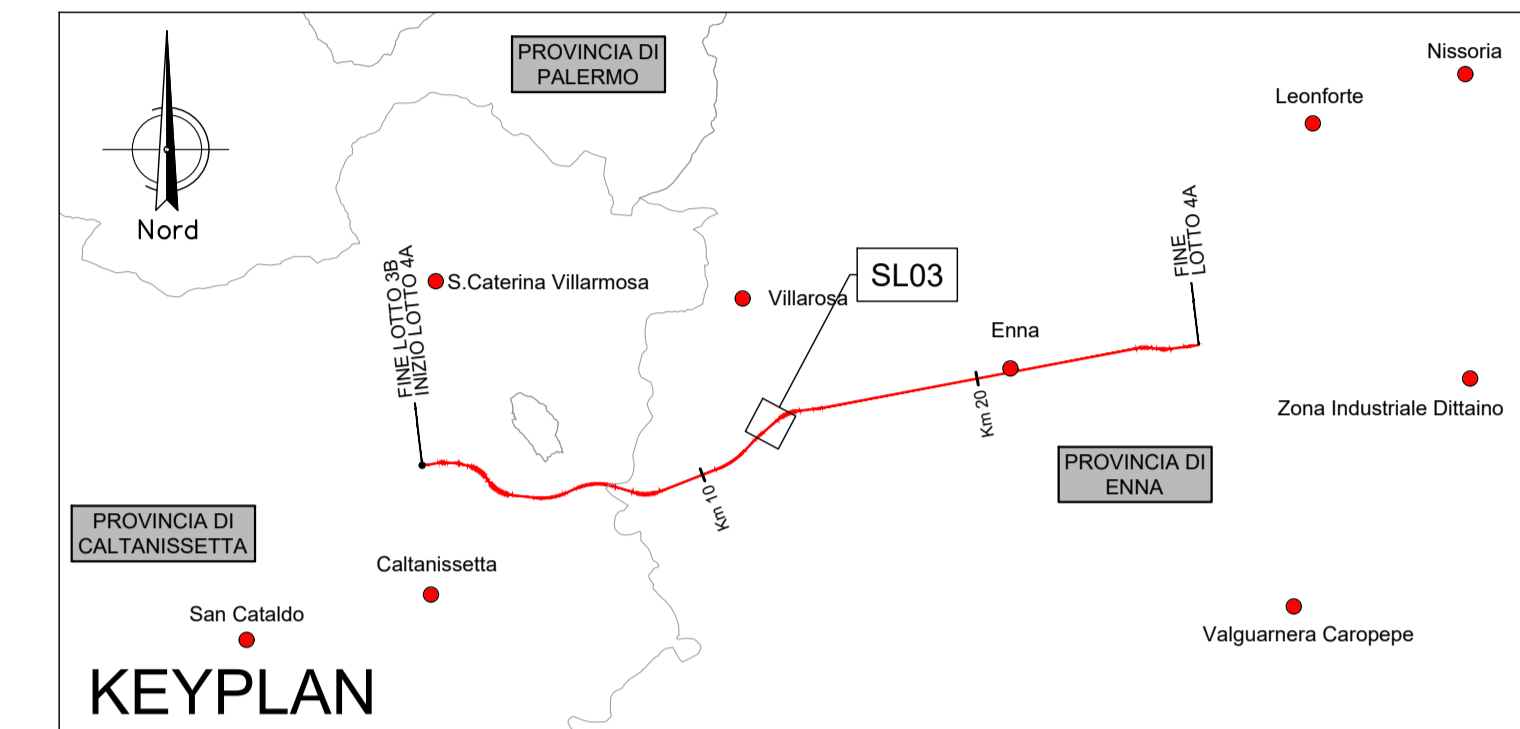 PROVINCIA DI
PALERMO
Nissoria
Leonforte
Nord
FINE LOTTO 3B
INIZIO LOTTO 4A
S.Caterina Villarmosa
Villarosa
SL03
FINE
LOTTO 4A
Enna
Km 20
Zona Industriale Dittaino
Km 10
PROVINCIA DI
ENNA
PROVINCIA DI
CALTANISSETTA
Caltanissetta
San Cataldo
Valguarnera Caropepe
KEYPLAN